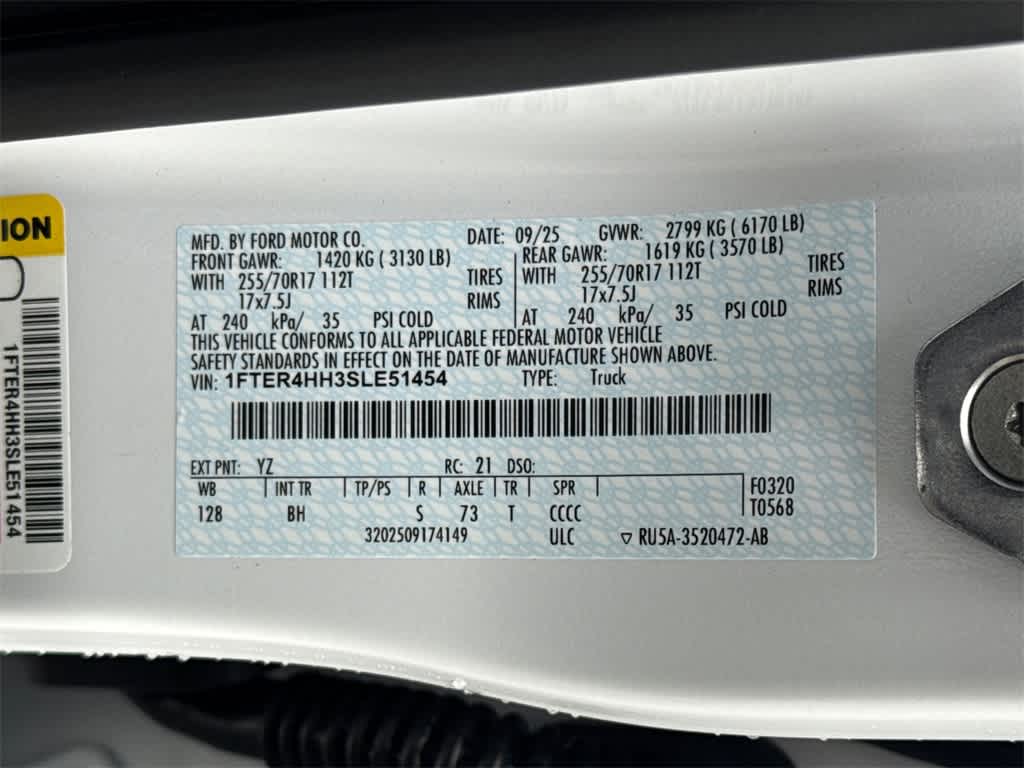 ION
1FTER4HH3SLE51454
MFD. BY FORD MOTOR CO. DATE: 09/25 GVWR: 2799 KG ( 6170 LB)
FRONT GAWR: 1420 KG ( 3130 LB) REAR GAWR: 1619 KG ( 3570 LB)
WITH 255/70R17 112T TIRES WITH 255/70R17 112T TIRES
17x7.5J RIMS 17x7.5J RIMS
AT 240 kPa/ 35 PSI COLD AT 240 kPa/ 35 PSI COLD
THIS VEHICLE CONFORMS TO ALL APPLICABLE FEDERAL MOTOR VEHICLE
SAFETY STANDARDS IN EFFECT ON THE DATE OF MANUFACTURE SHOWN ABOVE.
VIN: 1FTER4HH3SLE51454 TYPE: Truck
EXT PNT: YZ RC: 21 DSO:
WB INT TR TP/PS R AXLE TR SPR F0320
128 BH S 73 T CCCC T0568
3202509174149 ULC ▽ RU5A-3520472-AB